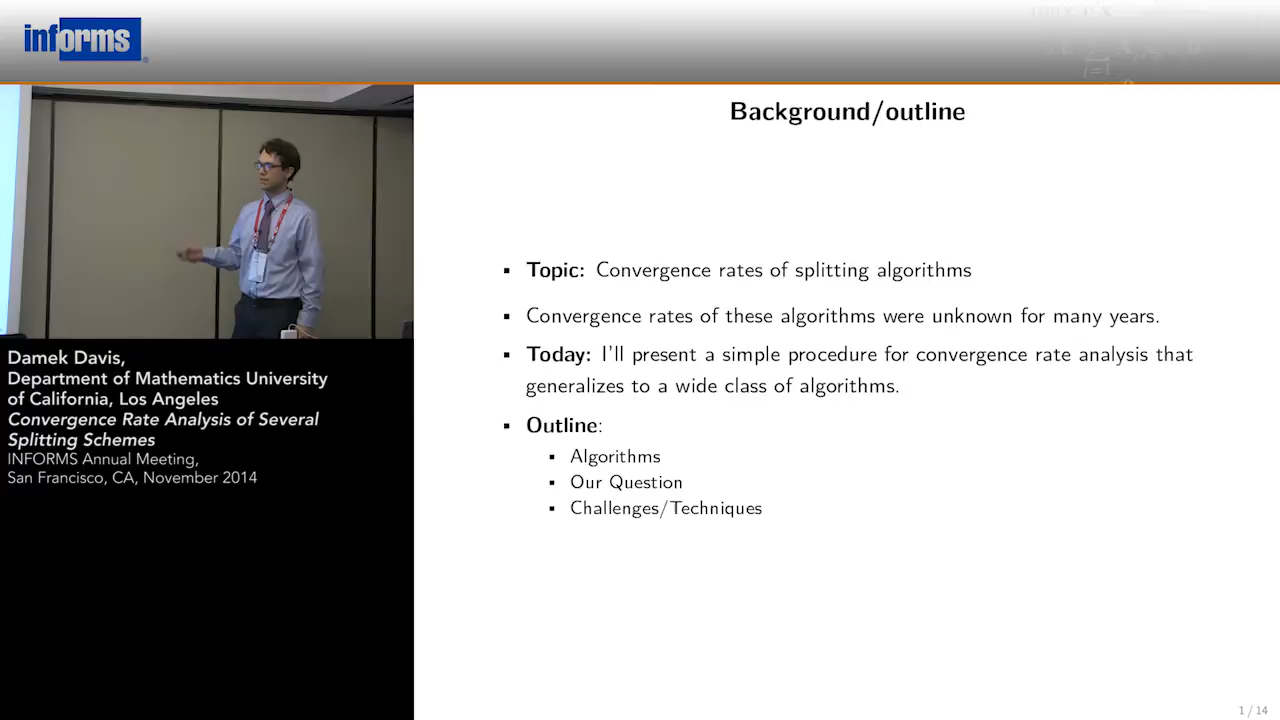 informs
Background/outline
Topic: Convergence rates of splitting algorithms
Convergence rates of these algorithms were unknown for many years.
Today: I'll present a simple procedure for convergence rate analysis that
generalizes to a wide class of algorithms.
Outline:
Algorithms
Our Question
Challenges/Techniques
Damek Davis,
Department of Mathematics University
of California, Los Angeles
Convergence Rate Analysis of Several
Splitting Schemes
INFORMS Annual Meeting,
San Francisco, CA, November 2014
1 / 14